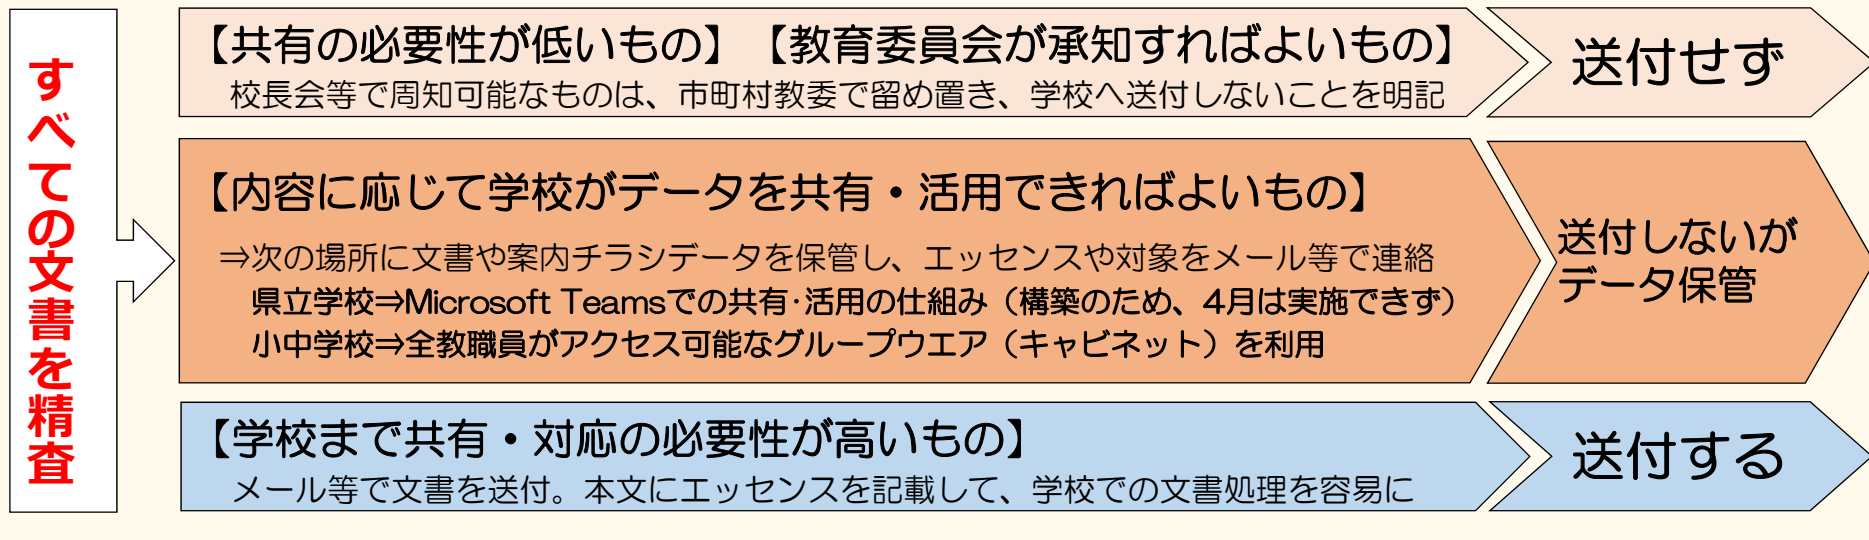 すべての文書を精査
【共有の必要性が低いもの】【教育委員会が承知すればよいもの】
校長会等で周知可能なものは、市町村教委で留め置き、学校へ送付しないことを明記
送付せず
【内容に応じて学校がデータを共有・活用できればよいもの】
⇒次の場所に文書や案内チラシデータを保管し、エッセンスや対象をメール等で連絡
県立学校⇒Microsoft Teamsでの共有・活用の仕組み（構築のため、4月は実施できず）
小中学校⇒全教職員がアクセス可能なグループウエア（キャビネット）を利用
送付しないが
データ保管
【学校まで共有・対応の必要性が高いもの】
メール等で文書を送付。本文にエッセンスを記載して、学校での文書処理を容易に
送付する